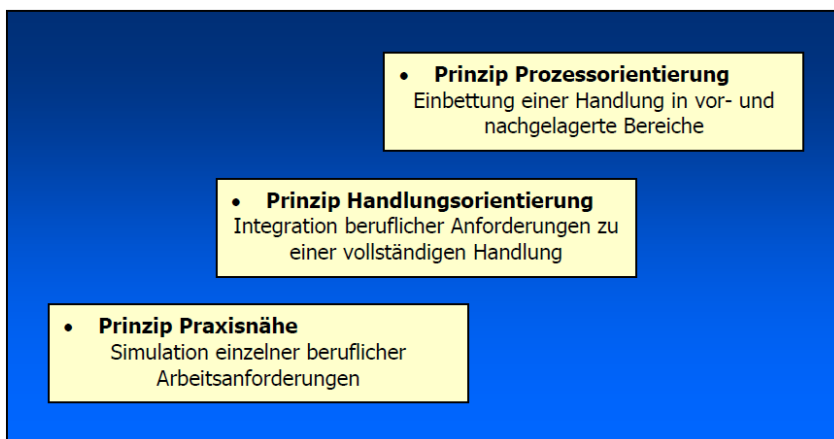 • Prinzip Prozessorientierung
Einbettung einer Handlung in vor- und
nachgelagerte Bereiche
• Prinzip Handlungsorientierung
Integration beruflicher Anforderungen zu
einer vollständigen Handlung
• Prinzip Praxisnähe
Simulation einzelner beruflicher
Arbeitsanforderungen